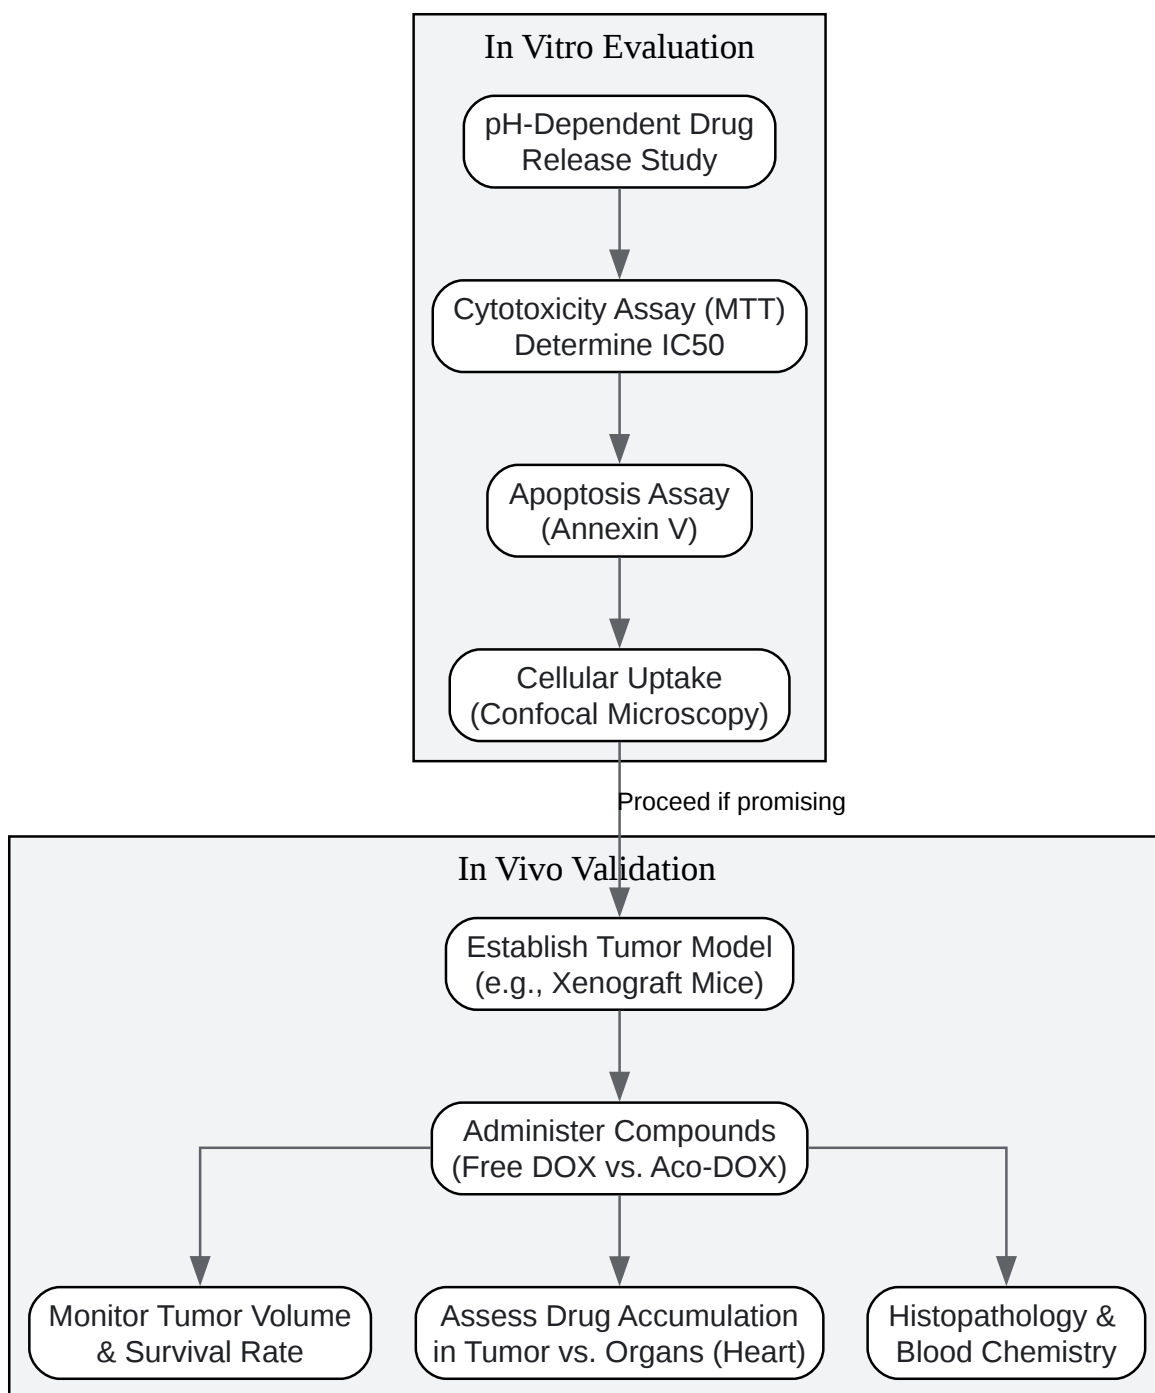 In Vitro Evaluation
pH-Dependent Drug
Release Study
Cytotoxicity Assay (MTT)
Determine IC50
Apoptosis Assay
(Annexin V)
Cellular Uptake
(Confocal Microscopy)
Proceed if promising
In Vivo Validation
Establish Tumor Model
(e.g., Xenograft Mice)
Administer Compounds
(Free DOX vs. Aco-DOX)
Monitor Tumor Volume
& Survival Rate
Assess Drug Accumulation
in Tumor vs. Organs (Heart)
Histopathology &
Blood Chemistry